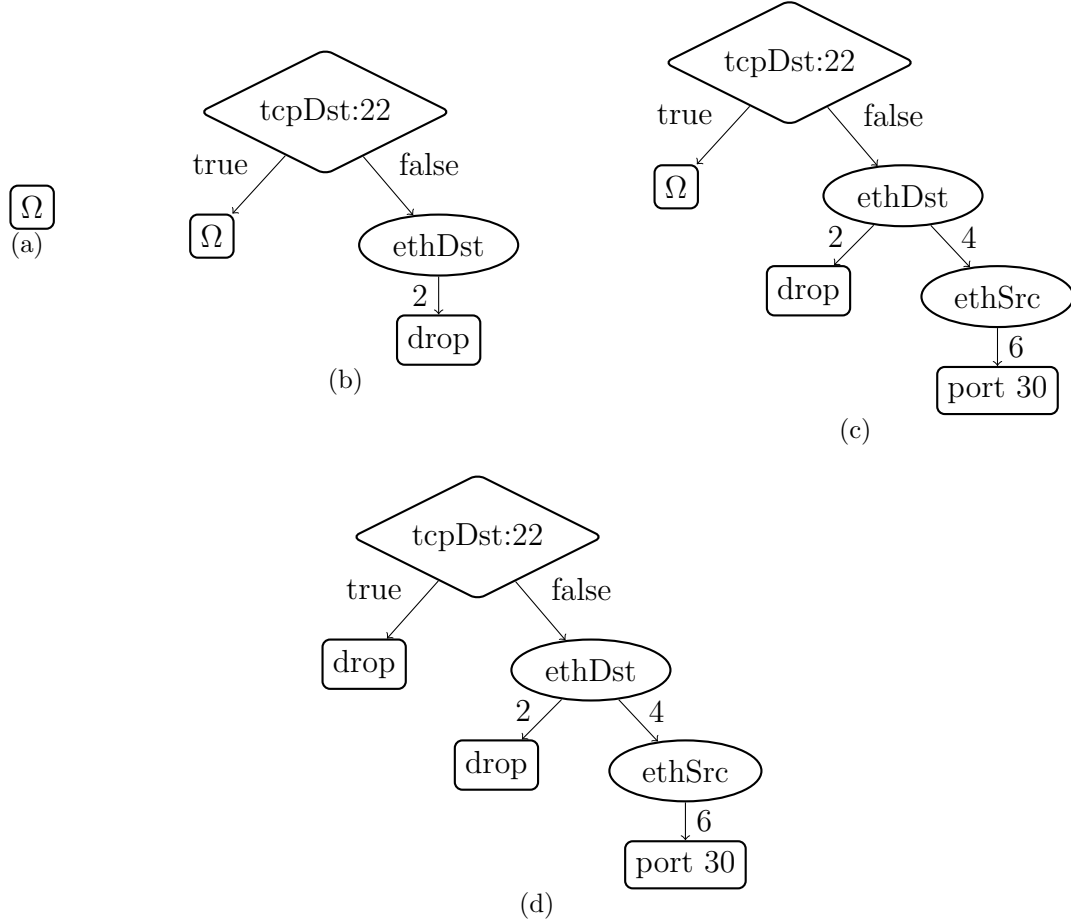 Ω
(a)
tcpDst:22
true
false
Ω
ethDst
2
drop
(b)
tcpDst:22
true
false
Ω
ethDst
2
4
drop
ethSrc
6
port 30
(c)
tcpDst:22
true
false
drop
ethDst
2
4
drop
ethSrc
6
port 30
(d)